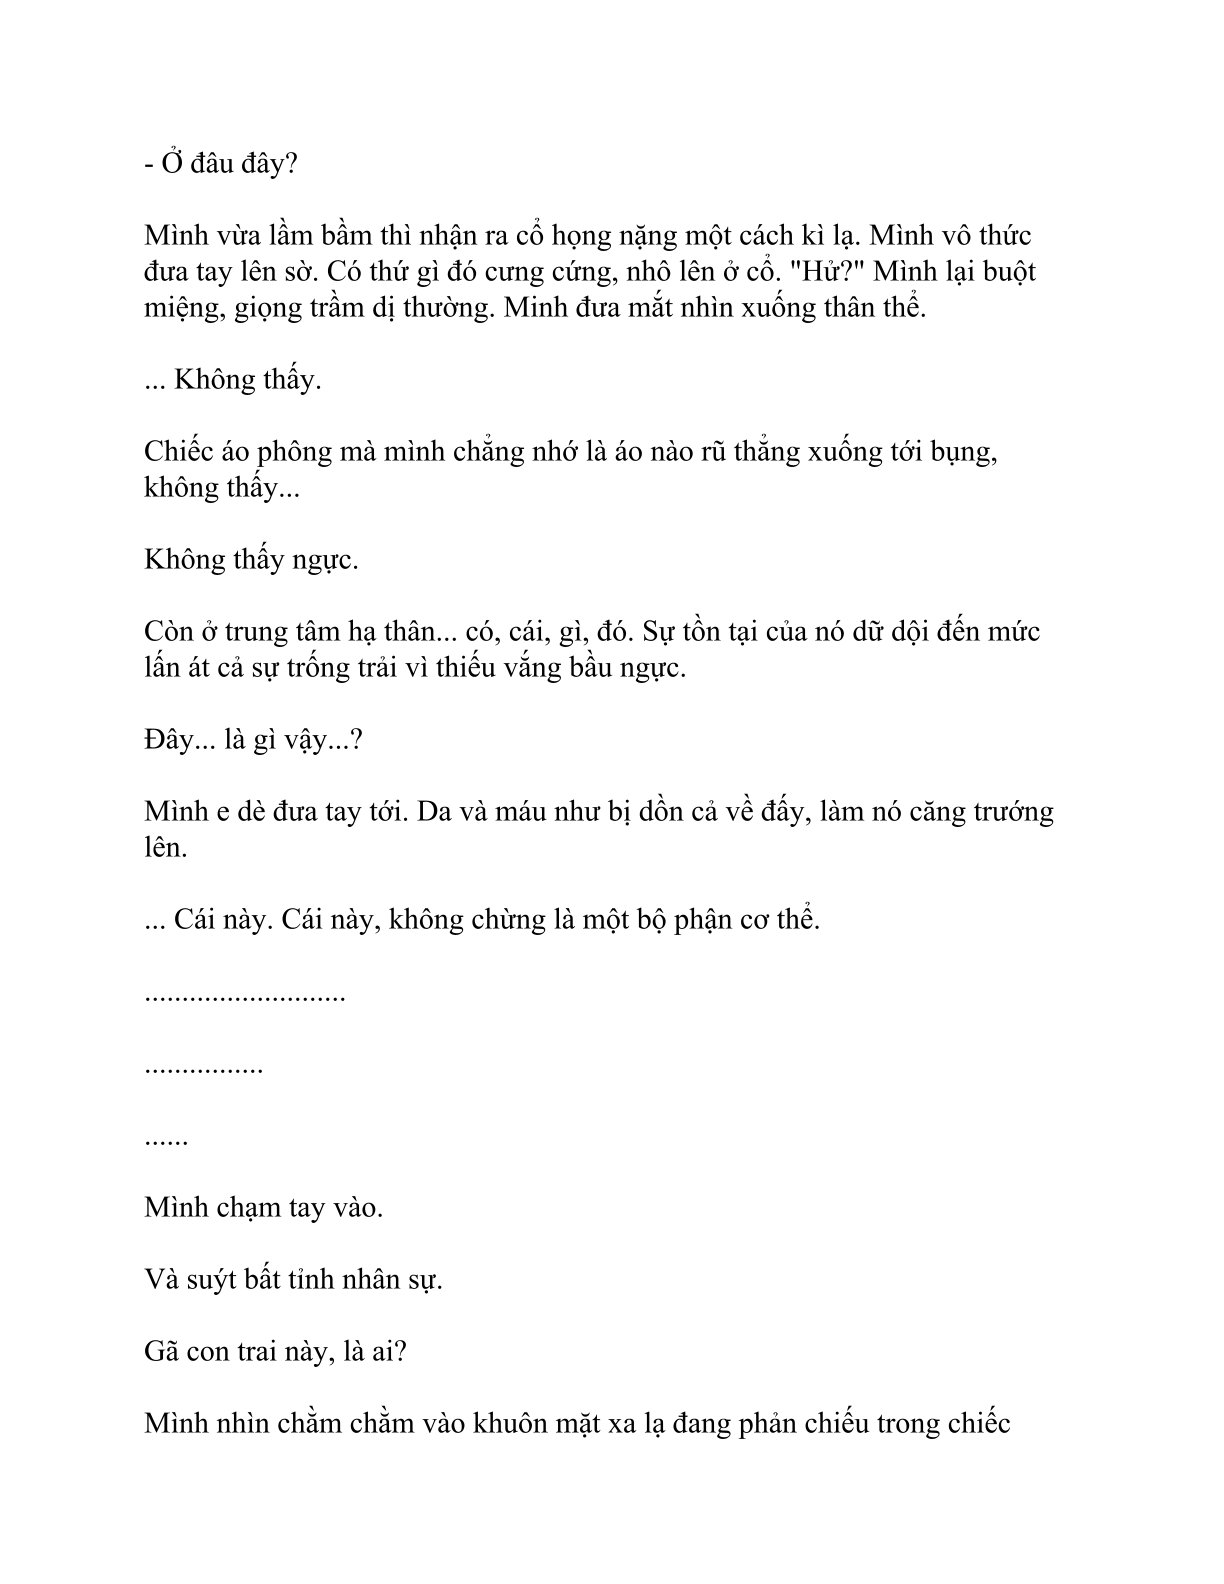 - Ở đâu đây?
Mình vừa lầm bầm thì nhận ra cổ họng nặng một cách kì lạ. Mình vô thức
đưa tay lên sờ. Có thứ gì đó cưng cứng, nhô lên ở cổ. "Hử?" Mình lại buột
miệng, giọng trầm dị thường. Minh đưa mắt nhìn xuống thân thể.
... Không thấy.
Chiếc áo phông mà mình chẳng nhớ là áo nào rũ thẳng xuống tới bụng,
không thấy...
Không thấy ngực.
Còn ở trung tâm hạ thân... có, cái, gì, đó. Sự tồn tại của nó dữ dội đến mức
lấn át cả sự trống trải vì thiếu vắng bầu ngực.
Đây... là gì vậy...?
Mình e dè đưa tay tới. Da và máu như bị dồn cả về đấy, làm nó căng trướng
lên.
... Cái này. Cái này, không chừng là một bộ phận cơ thể.
...........................
................
......
Mình chạm tay vào.
Và suýt bất tỉnh nhân sự.
Gã con trai này, là ai?
Mình nhìn chằm chằm vào khuôn mặt xa lạ đang phản chiếu trong chiếc